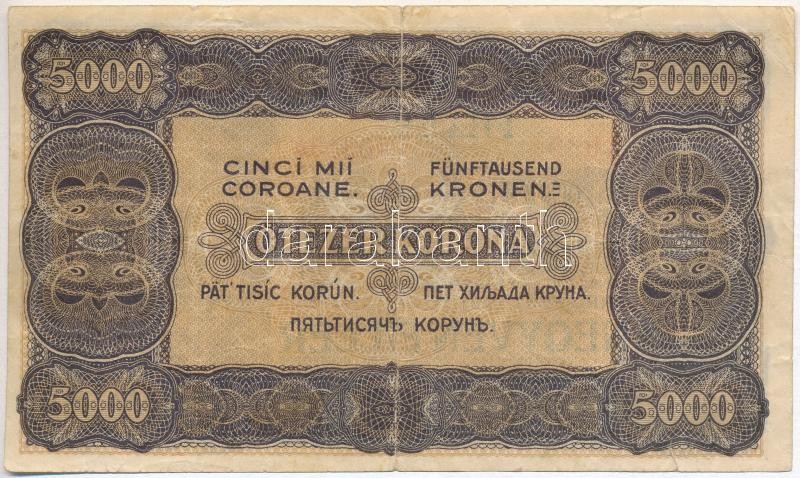 5000 5000
CINCI MII
COROANE.
FÜNFTAUSEND
KRONEN.
ÖTEZER KORONA
darabanth
PÄT' TISÍC KORÚN.
ПЕТ ХИЉАДА КРУНА.
ПЯТЬТИСЯЧЪ КОРУНЪ.
5000 5000